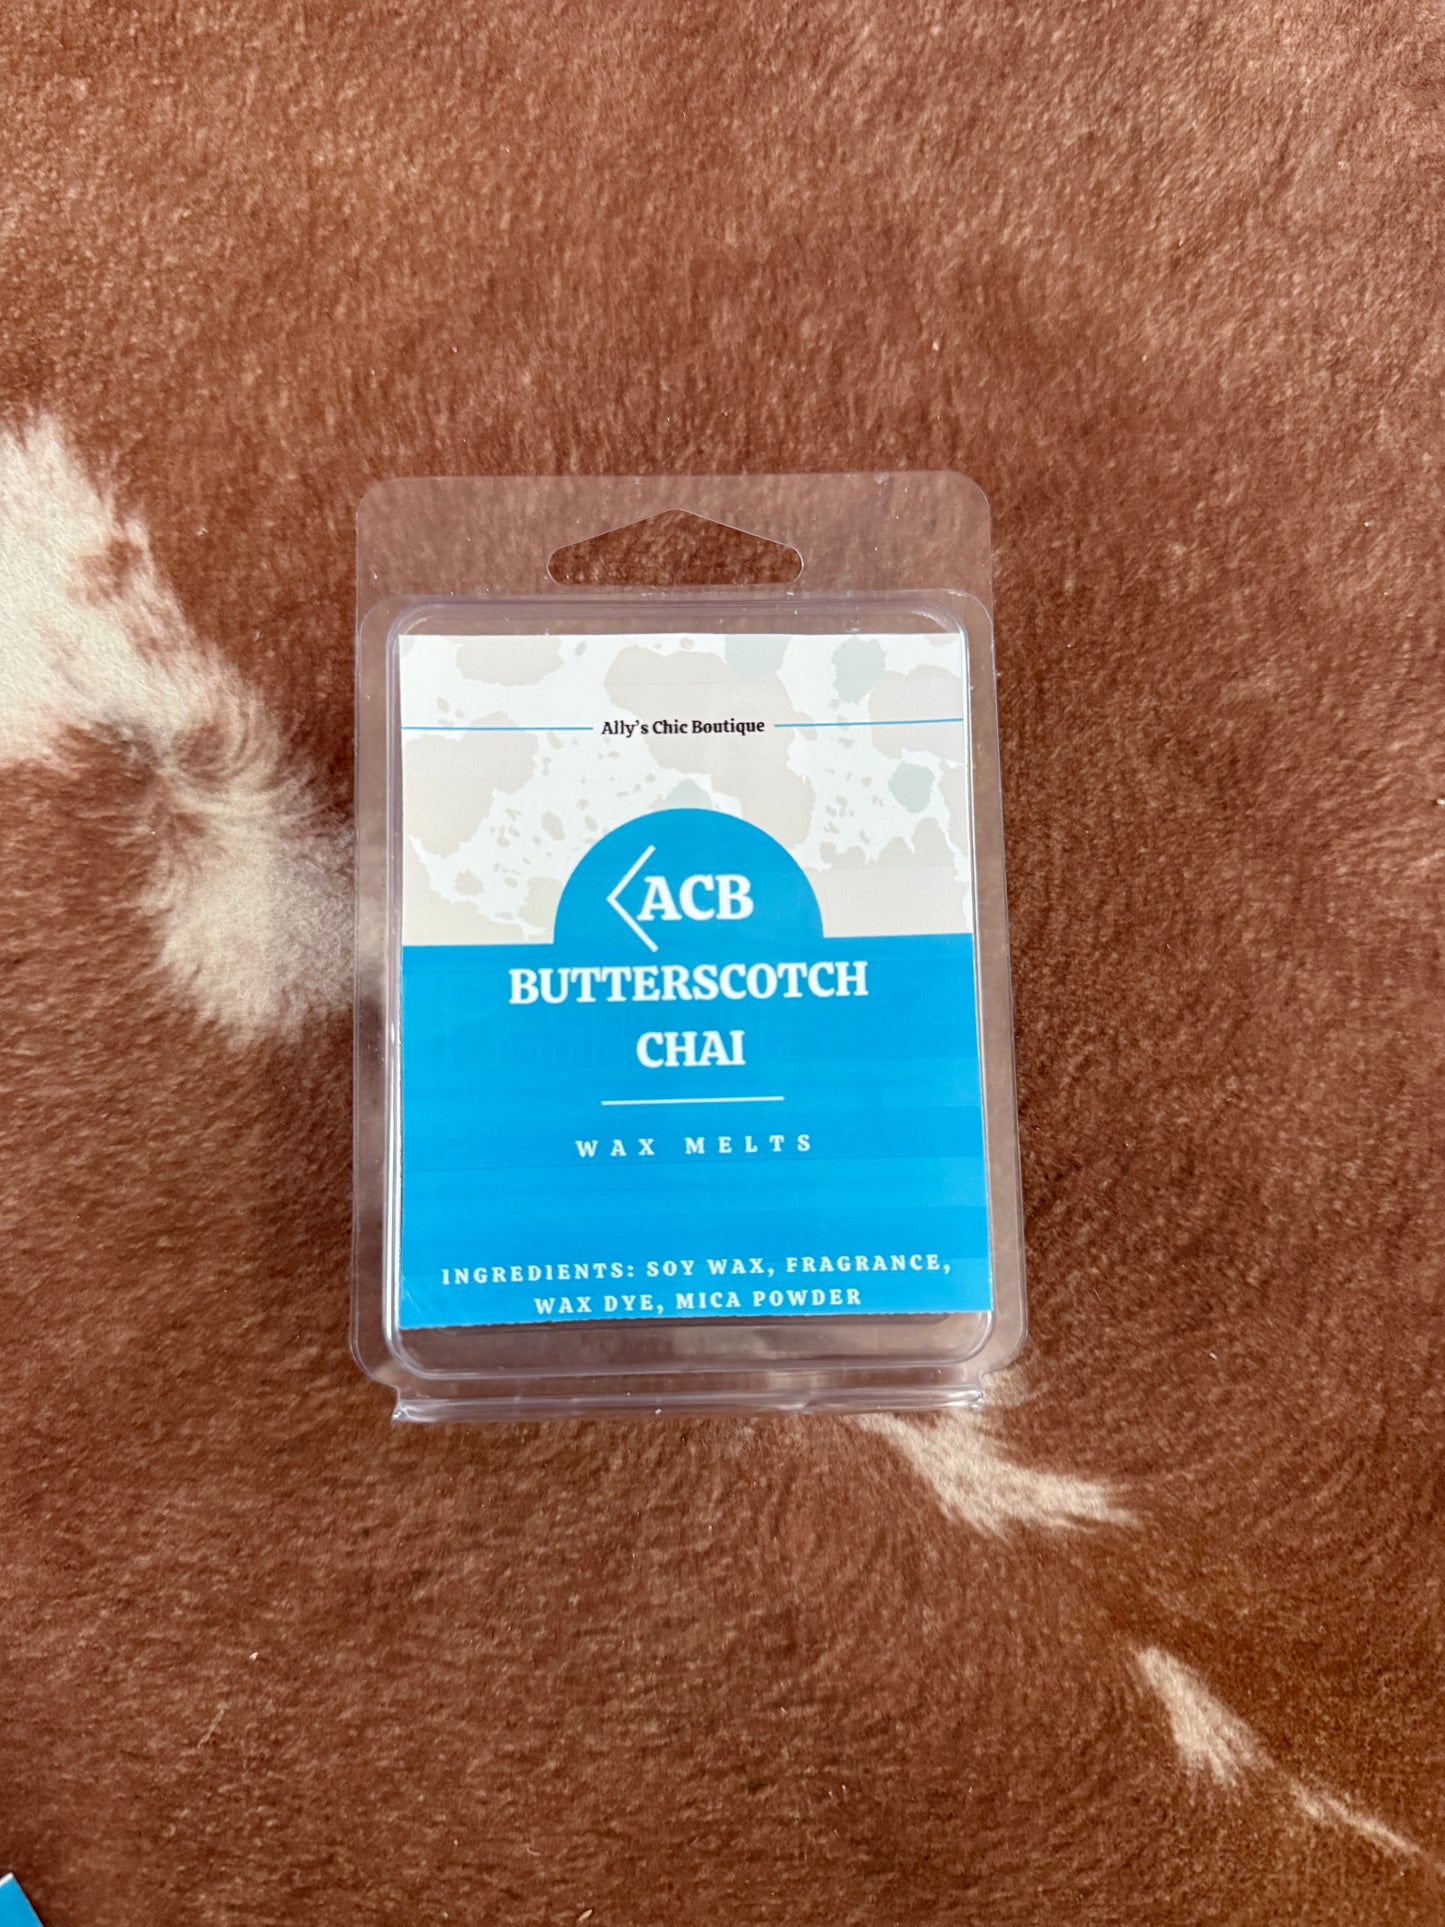 Ally's Chic Boutique
ACB
BUTTERSCOTCH
CHAI
WAX MELTS
INGREDIENTS: SOY WAX, FRAGRANCE,
WAX DYE, MICA POWDER